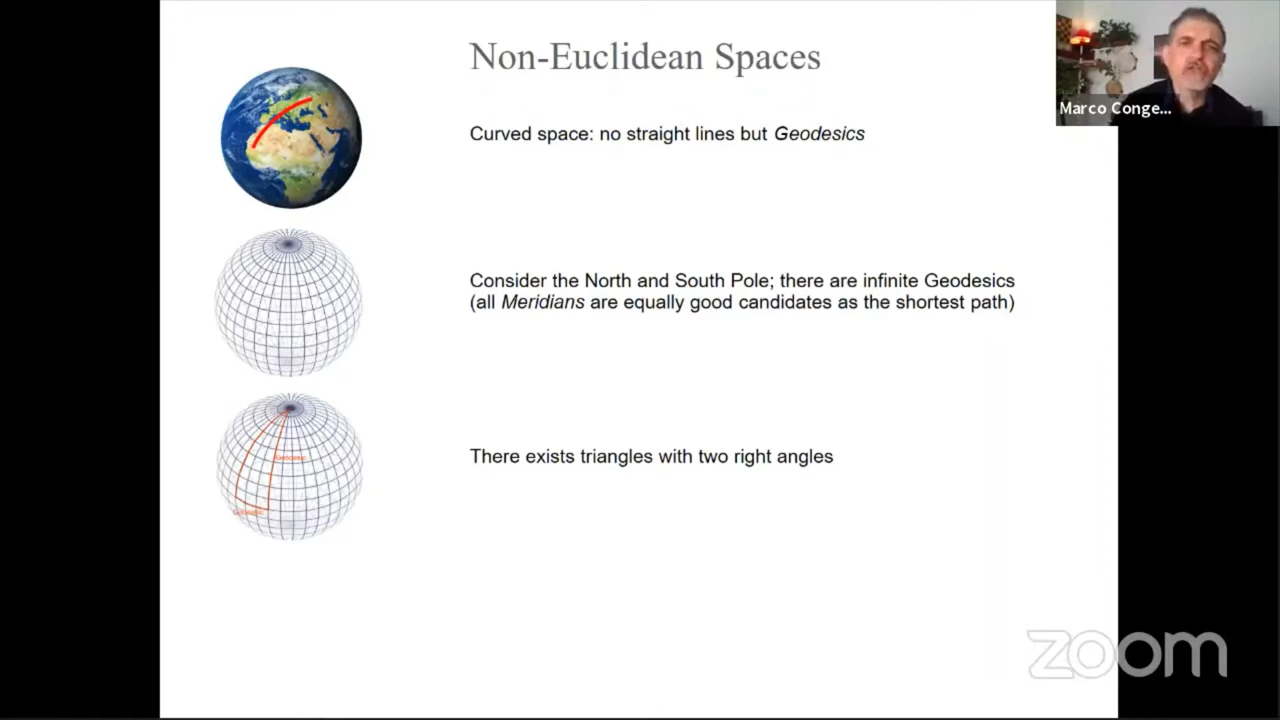 Non-Euclidean Spaces
Marco Conge...
Curved space: no straight lines but Geodesics
Consider the North and South Pole; there are infinite Geodesics
(all Meridians are equally good candidates as the shortest path)
There exists triangles with two right angles
zoom